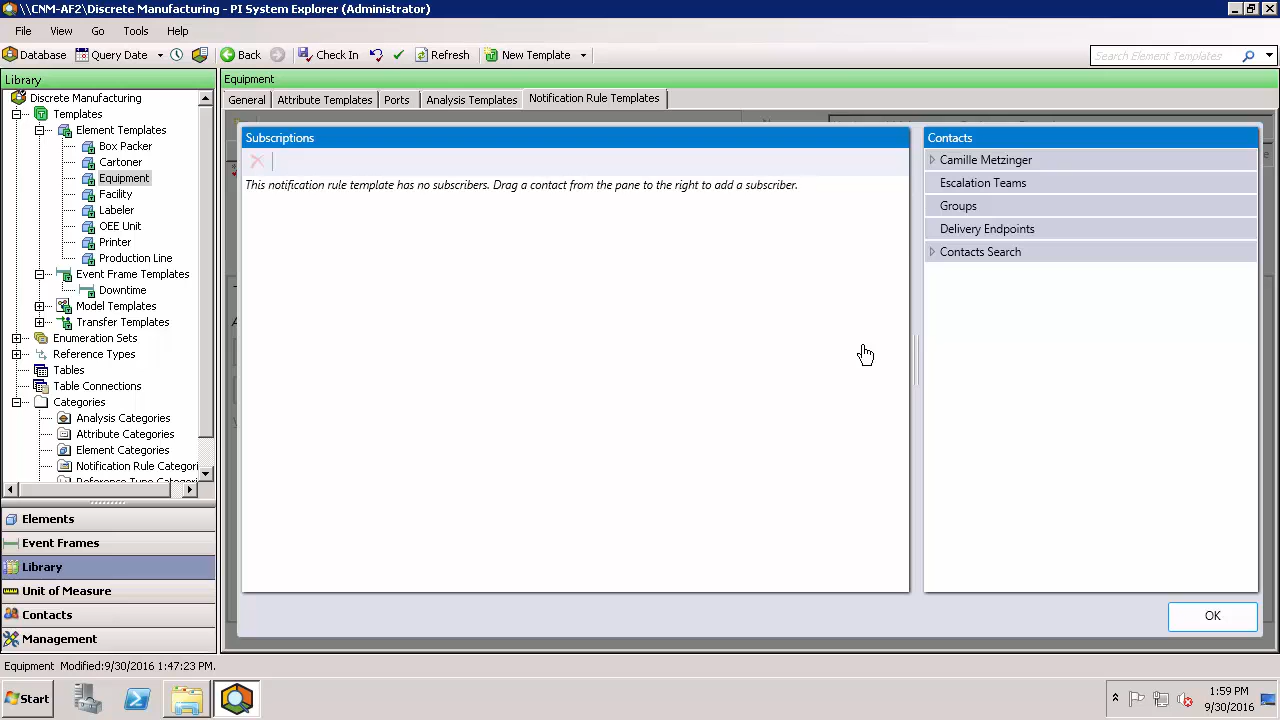 \\CNM-AF2\Discrete Manufacturing - PI System Explorer (Administrator)
File View Go Tools Help
Database Query Date Back Check In Refresh New Template Search Element Templates
Library
Equipment
General Attribute Templates Ports Analysis Templates Notification Rule Templates
Discrete Manufacturing
Templates
Element Templates
Box Packer
Cartoner
Equipment
Facility
Labeler
OEE Unit
Printer
Production Line
Event Frame Templates
Downtime
Model Templates
Transfer Templates
Enumeration Sets
Reference Types
Tables
Table Connections
Categories
Analysis Categories
Attribute Categories
Element Categories
Notification Rule Categori
Elements
Event Frames
Library
Unit of Measure
Contacts
Management
Subscriptions
This notification rule template has no subscribers. Drag a contact from the pane to the right to add a subscriber.
Contacts
Camille Metzinger
Escalation Teams
Groups
Delivery Endpoints
Contacts Search
OK
Equipment Modified:9/30/2016 1:47:23 PM.
Start
1:59 PM
9/30/2016